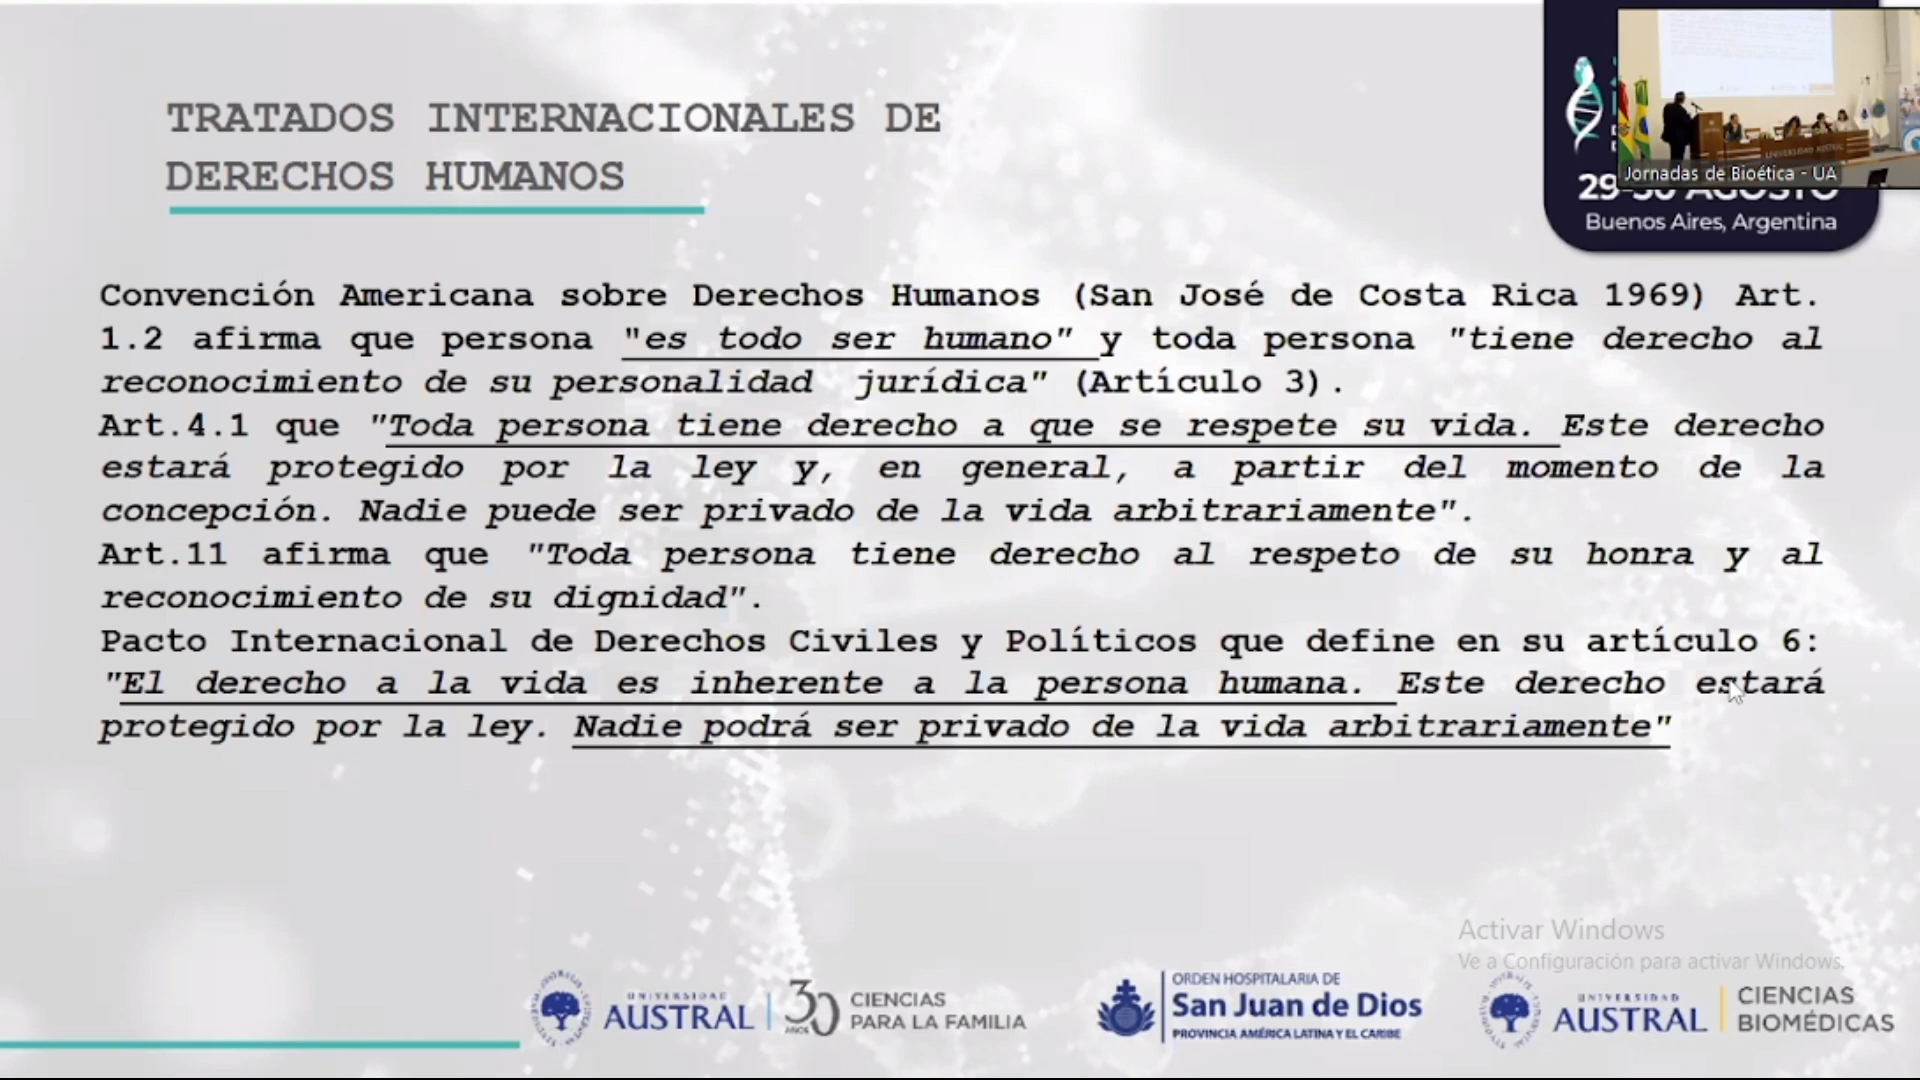 TRATADOS INTERNACIONALES DE
DERECHOS HUMANOS
Jornadas de Bioética - UA
29-30 AGOSTO
Buenos Aires, Argentina
Convención Americana sobre Derechos Humanos (San José de Costa Rica 1969) Art.
1.2 afirma que persona "es todo ser humano" y toda persona "tiene derecho al
reconocimiento de su personalidad jurídica" (Artículo 3).
Art.4.1 que "Toda persona tiene derecho a que se respete su vida. Este derecho
estará protegido por la ley y, en general, a partir del momento de la
concepción. Nadie puede ser privado de la vida arbitrariamente".
Art.11 afirma que "Toda persona tiene derecho al respeto de su honra y al
reconocimiento de su dignidad".
Pacto Internacional de Derechos Civiles y Políticos que define en su artículo 6:
"El derecho a la vida es inherente a la persona humana. Este derecho estará
protegido por la ley. Nadie podrá ser privado de la vida arbitrariamente"
Activar Windows
Ve a Configuración para activar Windows.
UNIVERSIDAD
AUSTRAL
30
AÑOS
CIENCIAS
PARA LA FAMILIA
ORDEN HOSPITALARIA DE
San Juan de Dios
PROVINCIA AMÉRICA LATINA Y EL CARIBE
UNIVERSIDAD
AUSTRAL
CIENCIAS
BIOMÉDICAS